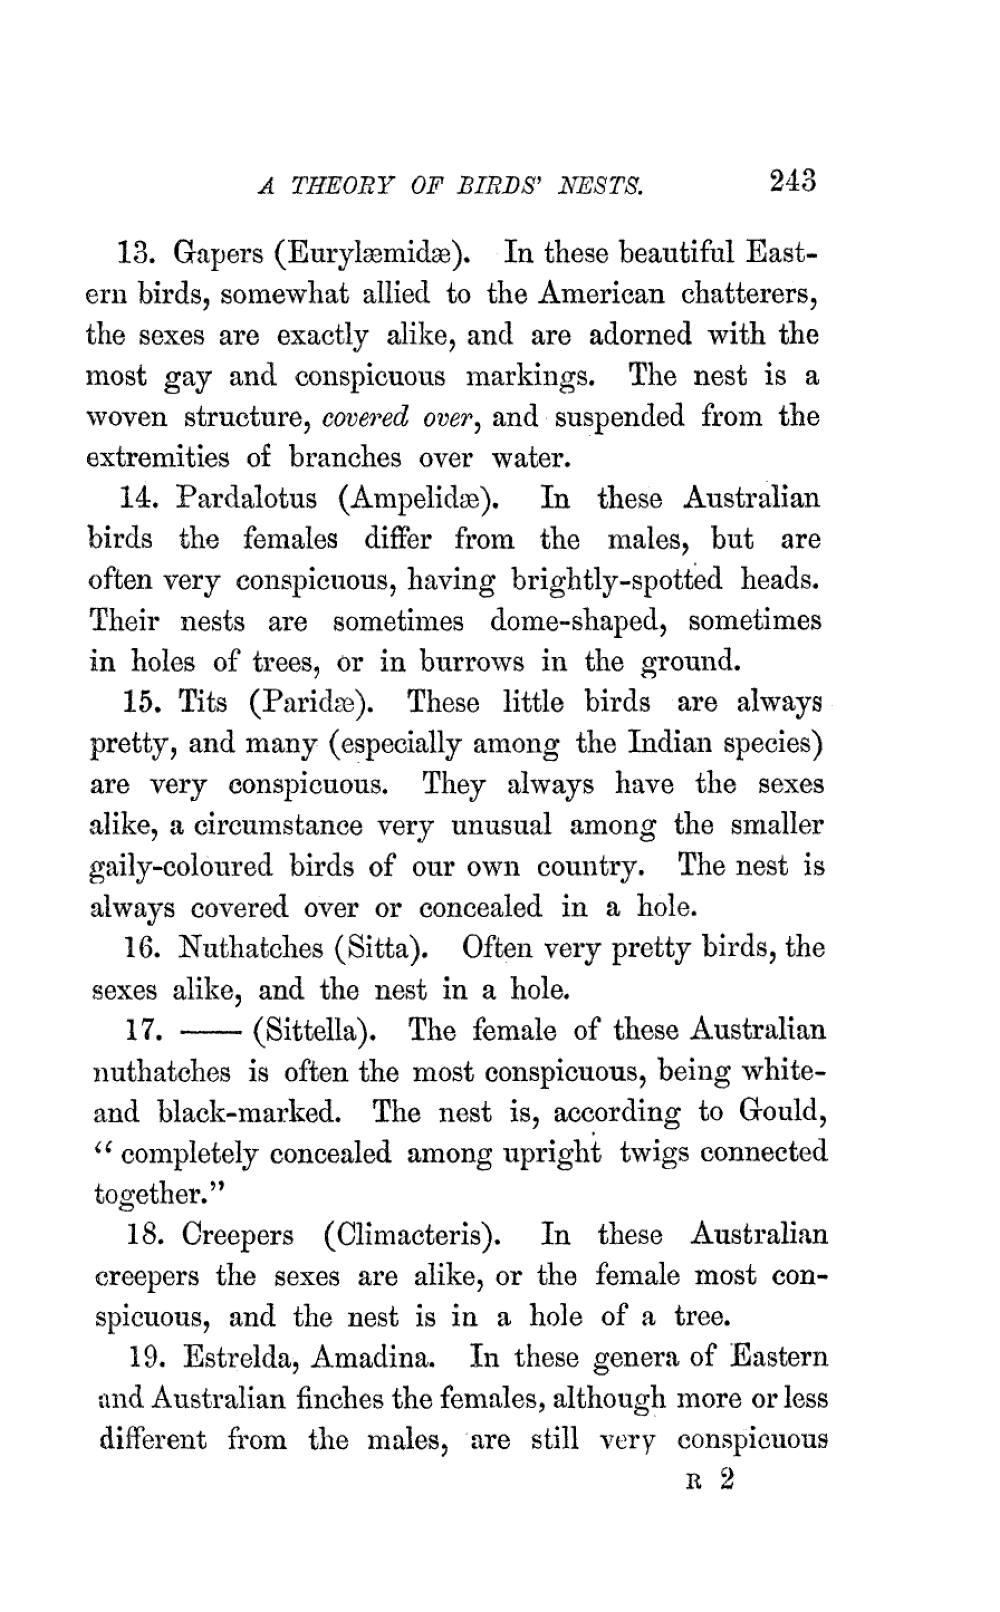 A THEORY OF BIRDS' NESTS. 243
13. Gapers (Eurylæmidæ). In these beautiful East-
ern birds, somewhat allied to the American chatterers,
the sexes are exactly alike, and are adorned with the
most gay and conspicuous markings. The nest is a
woven structure, covered over, and suspended from the
extremities of branches over water.
14. Pardalotus (Ampelidæ). In these Australian
birds the females differ from the males, but are
often very conspicuous, having brightly-spotted heads.
Their nests are sometimes dome-shaped, sometimes
in holes of trees, or in burrows in the ground.
15. Tits (Paridæ). These little birds are always
pretty, and many (especially among the Indian species)
are very conspicuous. They always have the sexes
alike, a circumstance very unusual among the smaller
gaily-coloured birds of our own country. The nest is
always covered over or concealed in a hole.
16. Nuthatches (Sitta). Often very pretty birds, the
sexes alike, and the nest in a hole.
17. —— (Sittella). The female of these Australian
nuthatches is often the most conspicuous, being white-
and black-marked. The nest is, according to Gould,
"completely concealed among upright twigs connected
together."
18. Creepers (Climacteris). In these Australian
creepers the sexes are alike, or the female most con-
spicuous, and the nest is in a hole of a tree.
19. Estrelda, Amadina. In these genera of Eastern
and Australian finches the females, although more or less
different from the males, are still very conspicuous
R 2